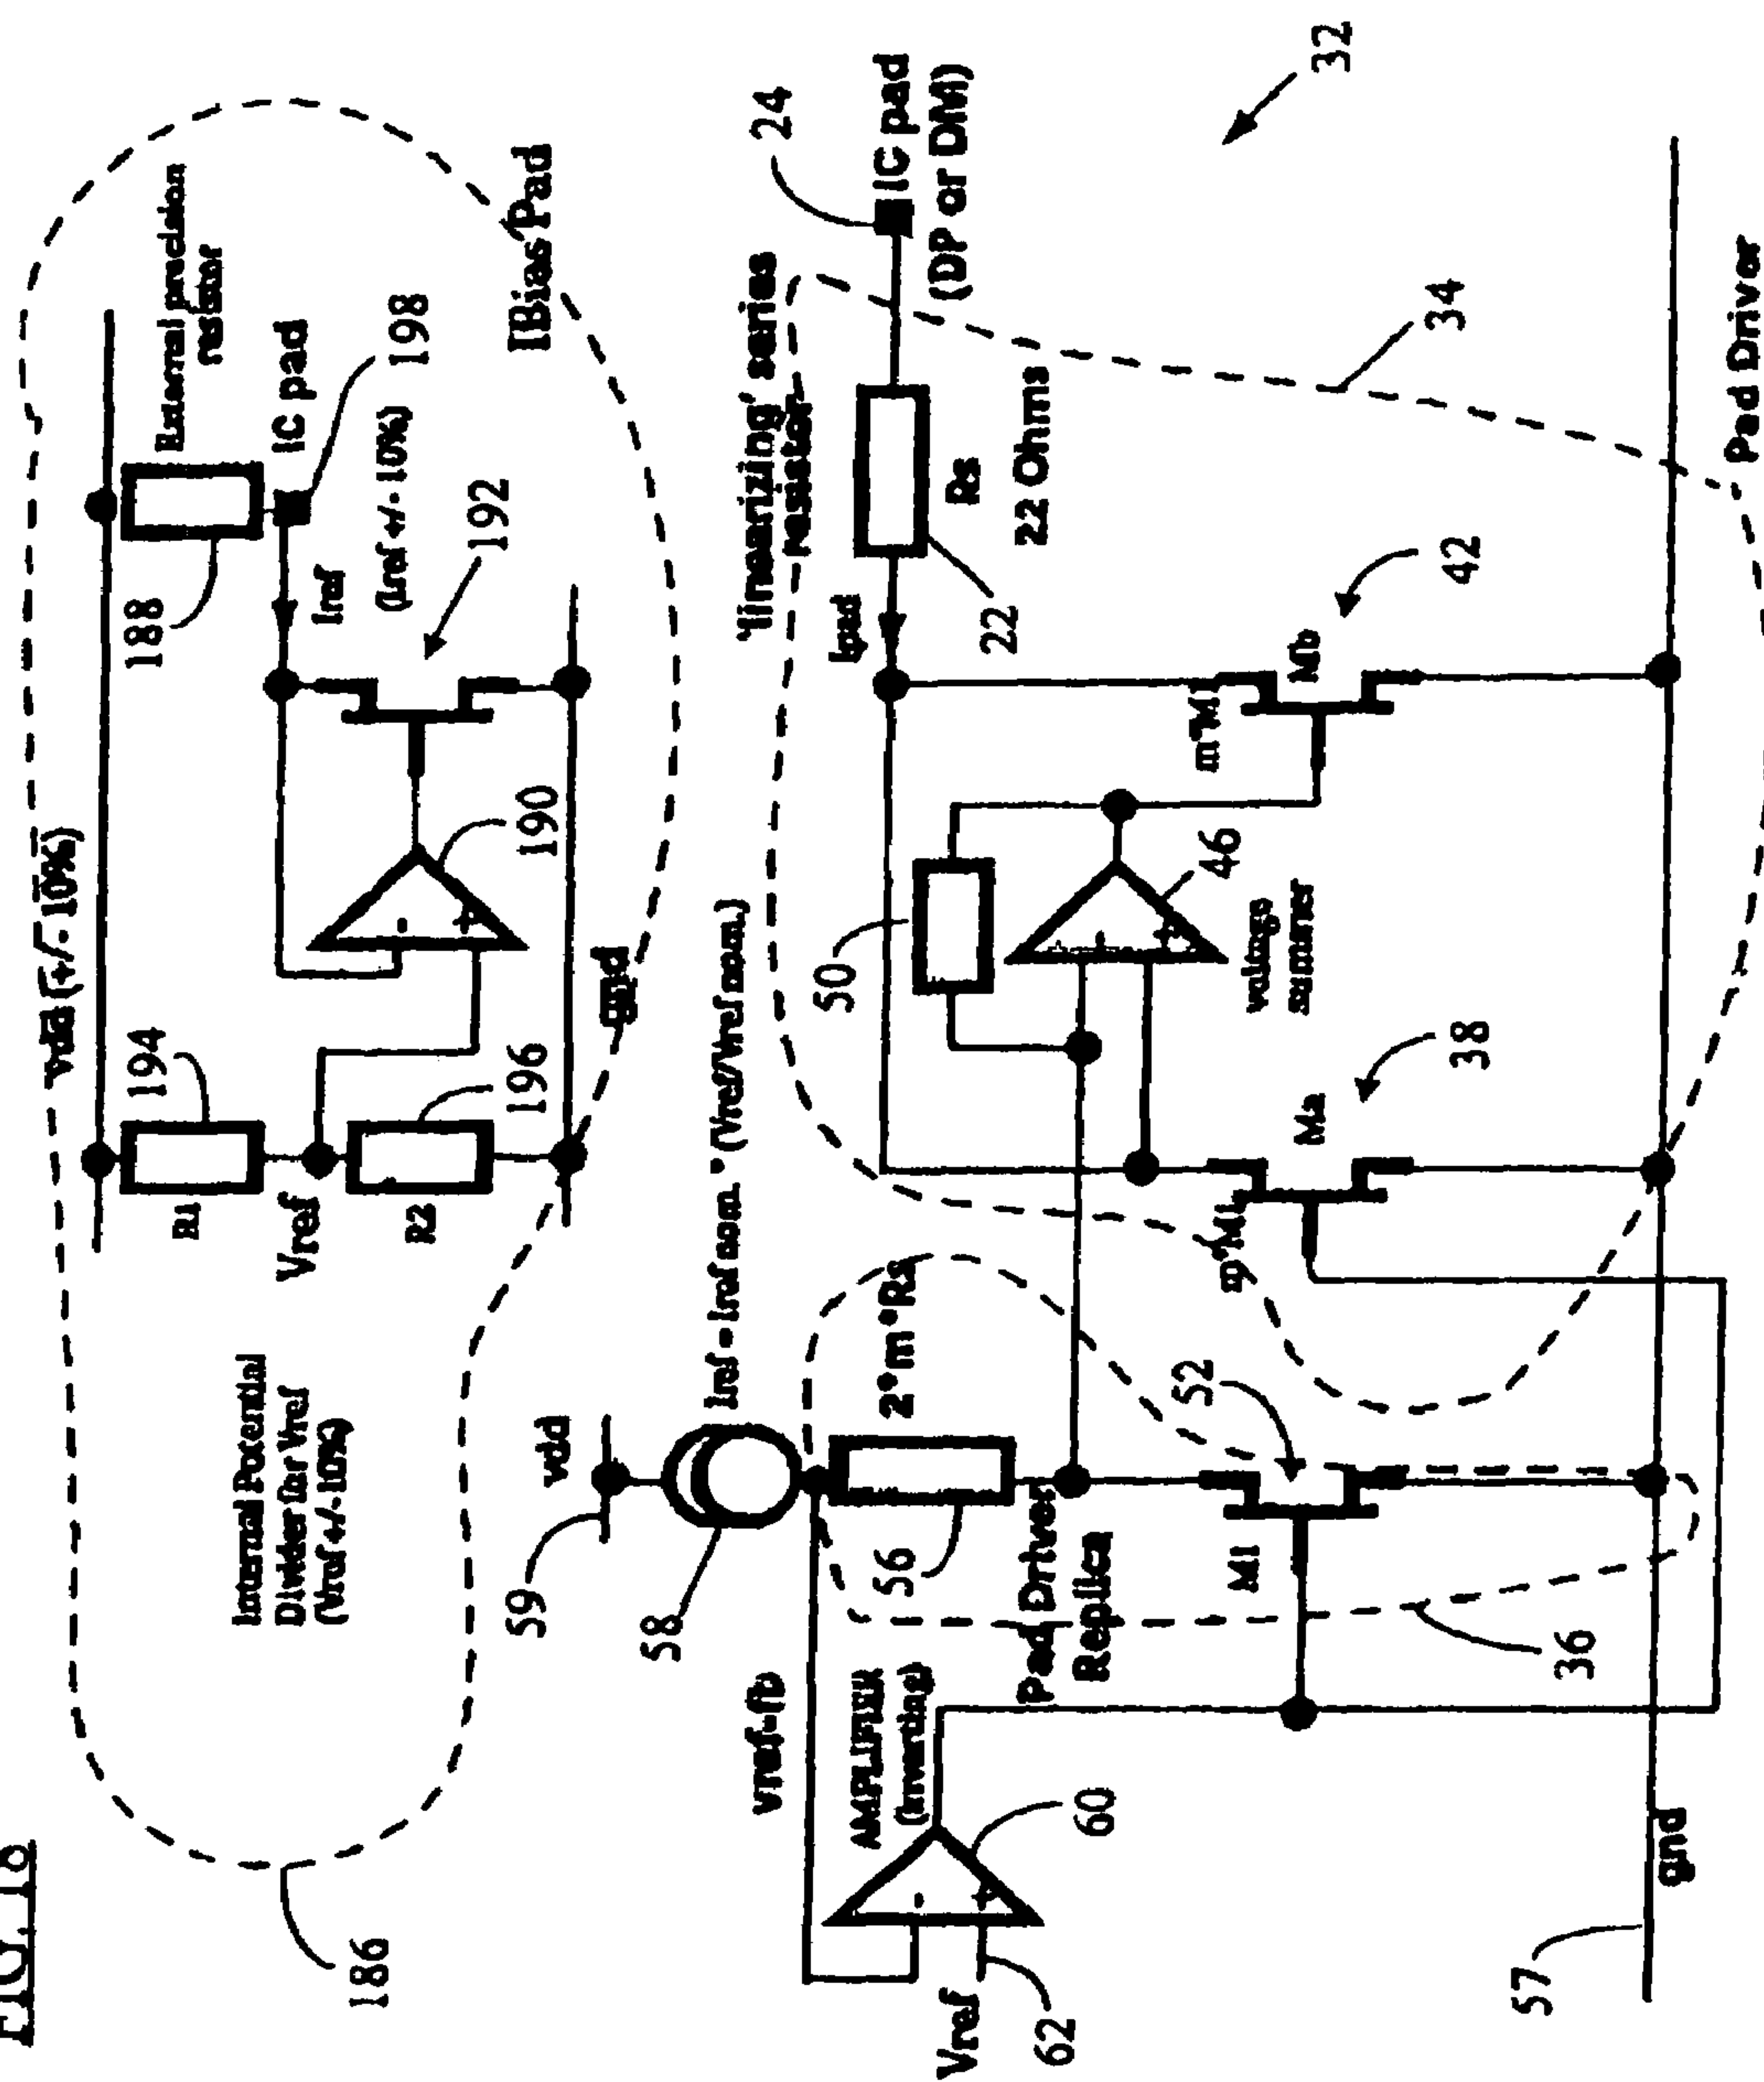 FIG. 18
vdd (+/- 10%)
194
R1
Vref
R2
196
Internal Potential
Divider for Vref
(Vref +/- 10%)
188
External precision
resistor
IC pad
198
Iref
(Iref +/- 10%)
192
190
gnd
IBias Pad
186
vdd
59
58
Iref - Iref nom. * (Vref/Vref nom.)
2*m*Rs
56
vref-fb
AMPLIFIER
(inverting)
60
Vref
62
Pad Driver
Replica
M1
52
36
57
gnd
'linearizing' series
resistor
Ipad
22
Rs
22 Ohms
24
IC pad
(DP or DM)
32
34
50
46
voltage
summer
m*M1
Mb
42
m*M1
Ma
38
Pad Driver